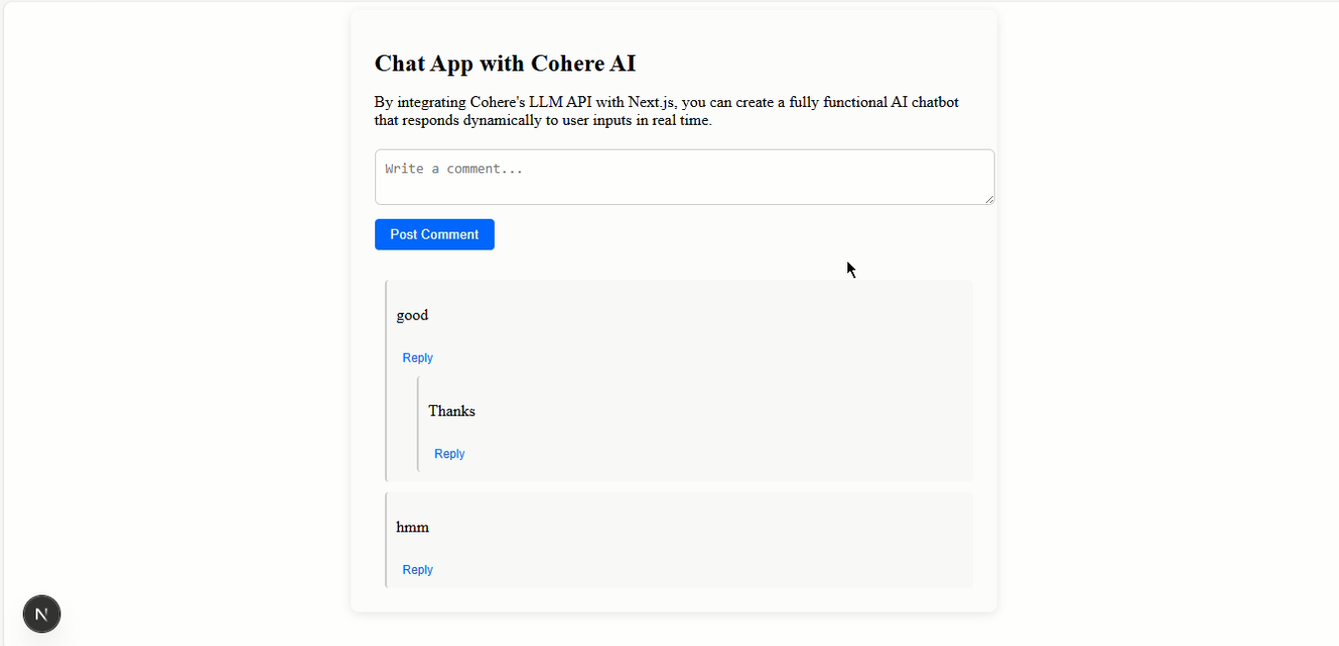 Chat App with Cohere AI
By integrating Cohere's LLM API with Next.js, you can create a fully functional AI chatbot
that responds dynamically to user inputs in real time.
Write a comment...
Post Comment
good
Reply
Thanks
Reply
hmm
Reply
N